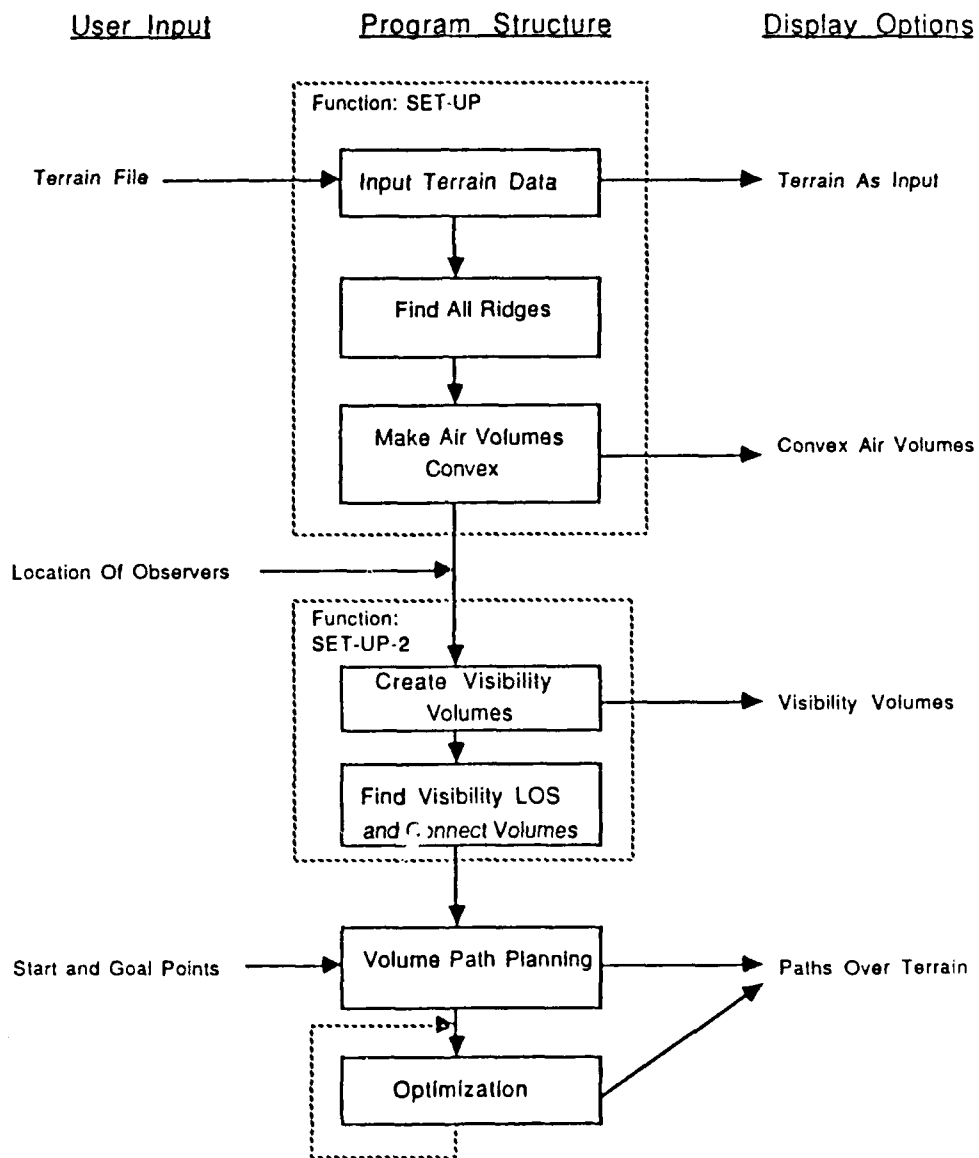 User Input
Program Structure
Display Options
Function: SET-UP
Terrain File
Input Terrain Data
Terrain As Input
Find All Ridges
Make Air Volumes
Convex
Convex Air Volumes
Location Of Observers
Function:
SET-UP-2
Create Visibility
Volumes
Visibility Volumes
Find Visibility LOS
and Connect Volumes
Start and Goal Points
Volume Path Planning
Paths Over Terrain
Optimization